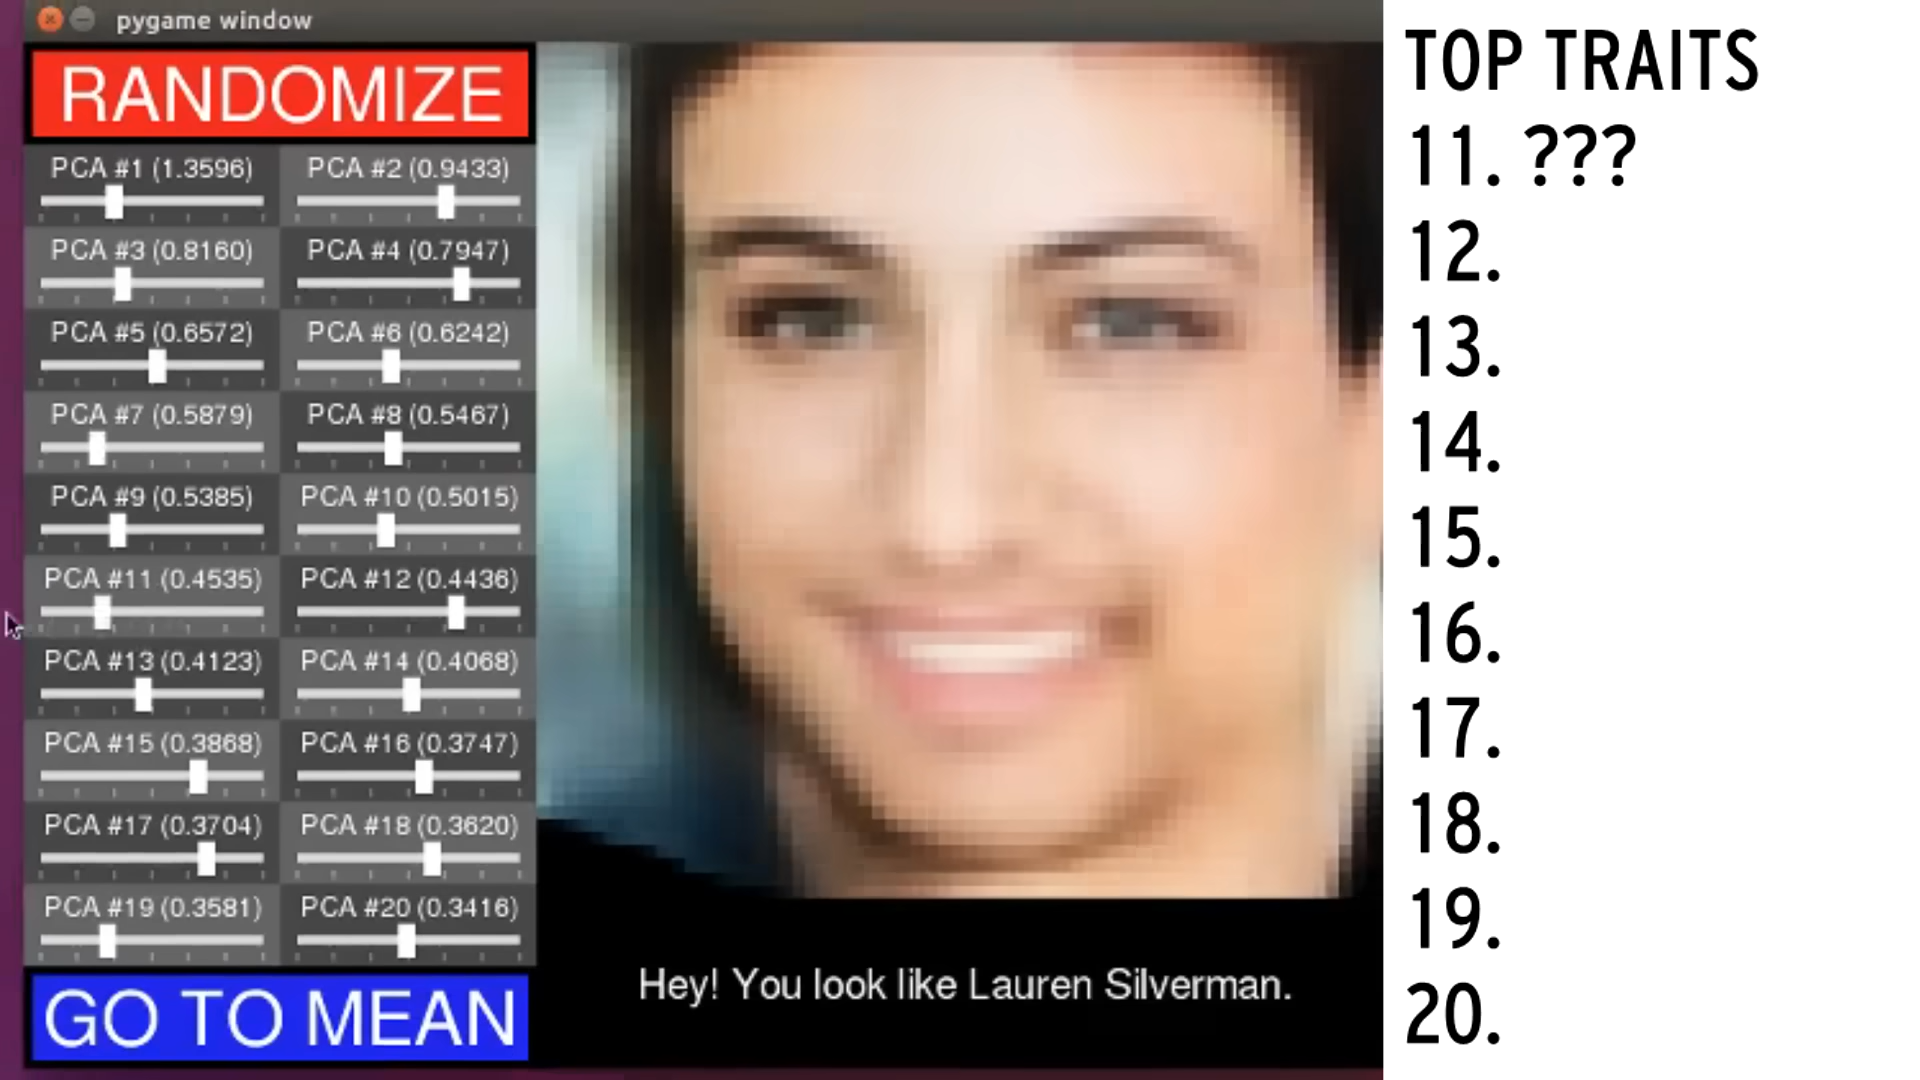 pygame window
RANDOMIZE
PCA #1 (1.3596) PCA #2 (0.9433)
PCA #3 (0.8160) PCA #4 (0.7947)
PCA #5 (0.6572) PCA #6 (0.6242)
PCA #7 (0.5879) PCA #8 (0.5467)
PCA #9 (0.5385) PCA #10 (0.5015)
PCA #11 (0.4535) PCA #12 (0.4436)
PCA #13 (0.4123) PCA #14 (0.4068)
PCA #15 (0.3868) PCA #16 (0.3747)
PCA #17 (0.3704) PCA #18 (0.3620)
PCA #19 (0.3581) PCA #20 (0.3416)
GO TO MEAN
Hey! You look like Lauren Silverman.
TOP TRAITS
11. ???
12.
13.
14.
15.
16.
17.
18.
19.
20.